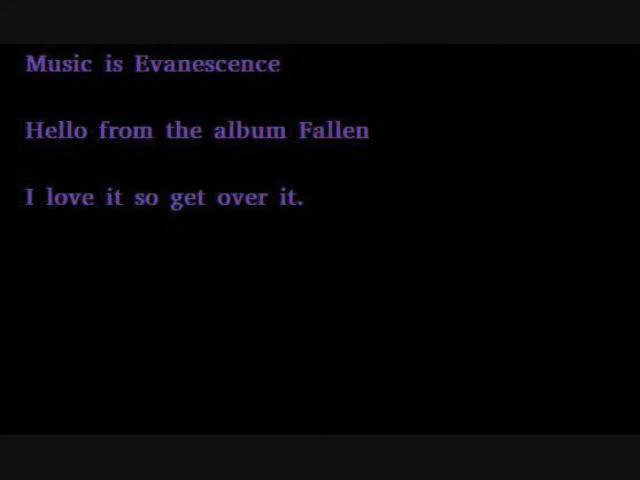 Music is Evanescence
Hello from the album Fallen
I love it so get over it.